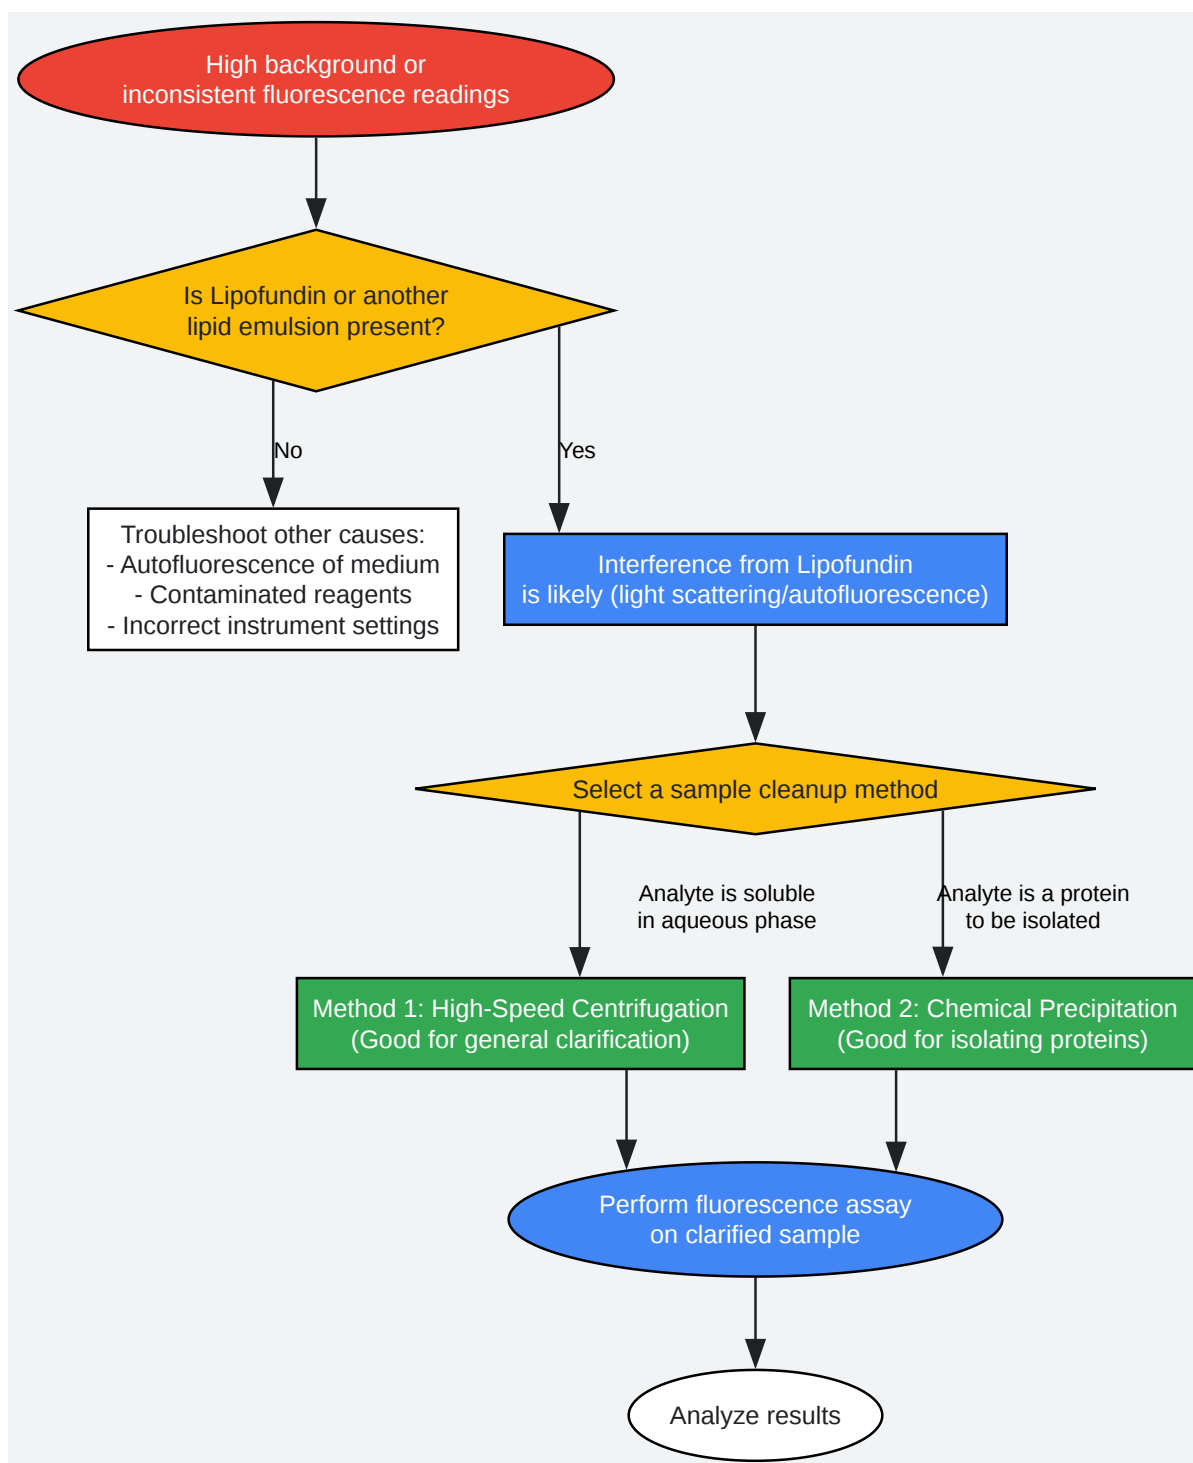 High background or
inconsistent fluorescence readings
Is Lipofundin or another
lipid emulsion present?
No
Yes
Troubleshoot other causes:
- Autofluorescence of medium
- Contaminated reagents
- Incorrect instrument settings
Interference from Lipofundin
is likely (light scattering/autofluorescence)
Select a sample cleanup method
Analyte is soluble
in aqueous phase
Analyte is a protein
to be isolated
Method 1: High-Speed Centrifugation
(Good for general clarification)
Method 2: Chemical Precipitation
(Good for isolating proteins)
Perform fluorescence assay
on clarified sample
Analyze results